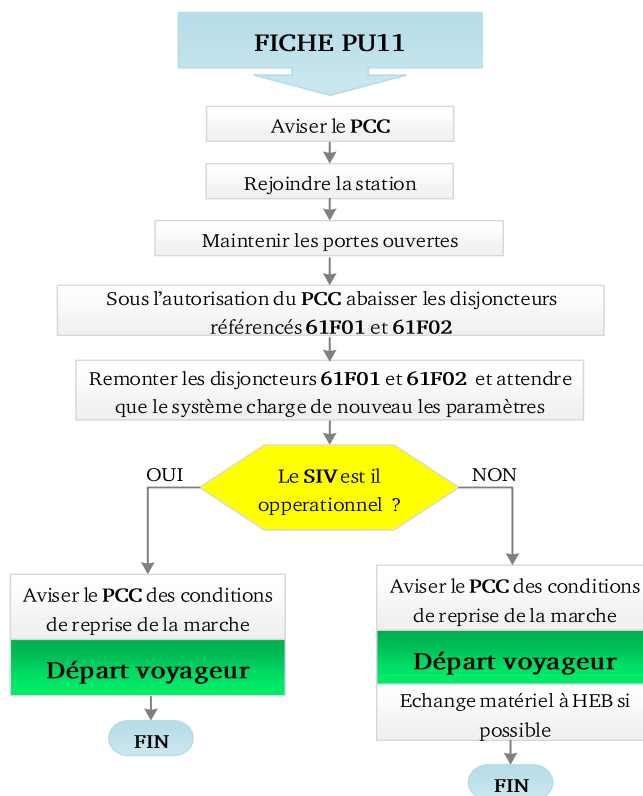 FICHE PU11
Aviser le PCC
Rejoindre la station
Maintenir les portes ouvertes
Sous l'autorisation du PCC abaisser les disjoncteurs
référencés 61F01 et 61F02
Remonter les disjoncteurs 61F01 et 61F02 et attendre
que le système charge de nouveau les paramètres
Le SIV est il
opperationnel ?
OUI
NON
Aviser le PCC des conditions
de reprise de la marche
Départ voyageur
FIN
Aviser le PCC des conditions
de reprise de la marche
Départ voyageur
Echange matériel à HEB si
possible
FIN